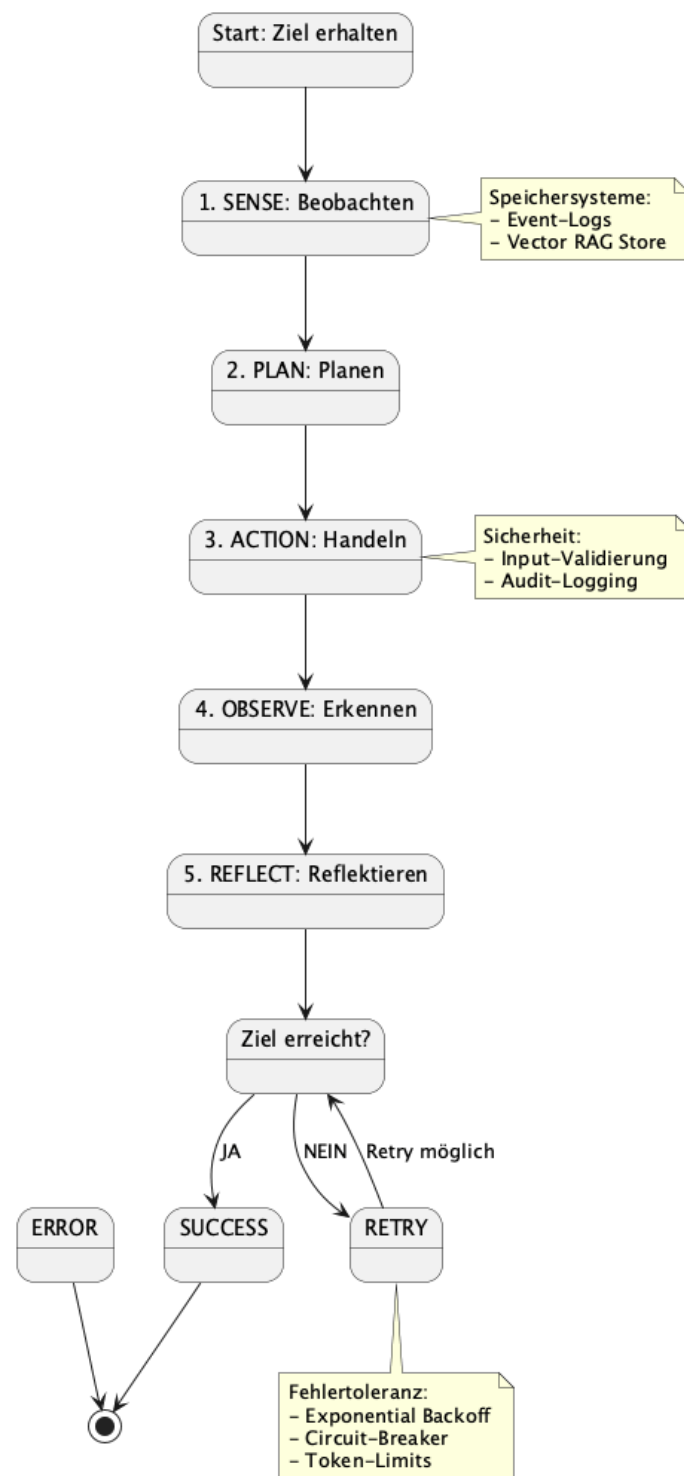 Start: Ziel erhalten
1. SENSE: Beobachten
Speichersysteme:
- Event-Logs
- Vector RAG Store
2. PLAN: Planen
3. ACTION: Handeln
Sicherheit:
- Input-Validierung
- Audit-Logging
4. OBSERVE: Erkennen
5. REFLECT: Reflektieren
Ziel erreicht?
JA
NEIN
Retry möglich
ERROR
SUCCESS
RETRY
Fehlertoleranz:
- Exponential Backoff
- Circuit-Breaker
- Token-Limits